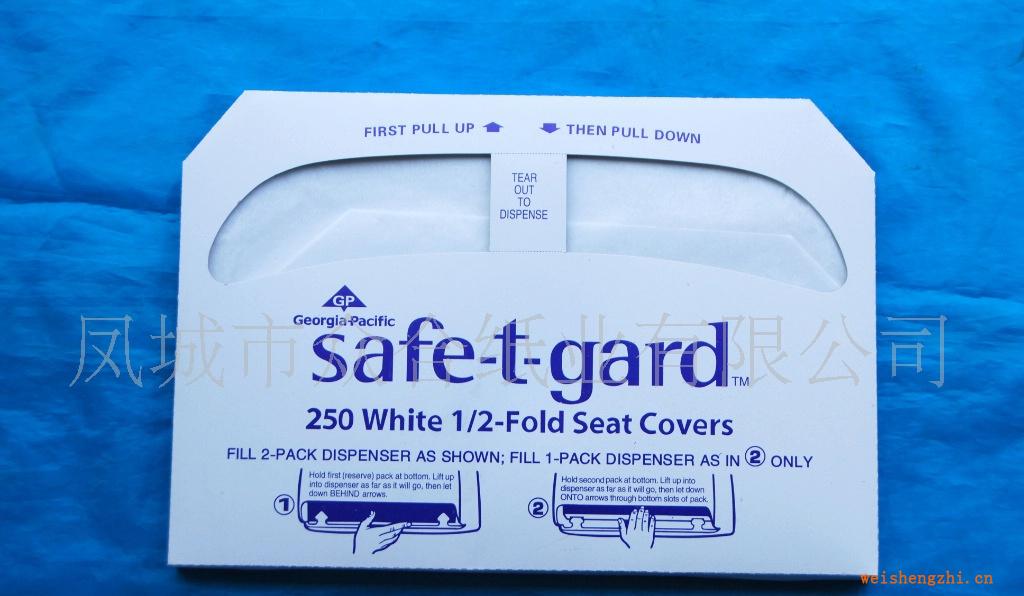 FIRST PULL UP THEN PULL DOWN
TEAR
OUT
TO
DISPENSE
GP
Georgia-Pacific
凤城市众合纸业有限公司
safe-t-gard™
250 White 1/2-Fold Seat Covers
FILL 2-PACK DISPENSER AS SHOWN; FILL 1-PACK DISPENSER AS IN ② ONLY
①
Hold first (reserve) pack at bottom. Lift up
into dispenser as far as it will go, then let
down BEHIND arrows.
②
Hold second pack at bottom. Lift up into
dispenser as far as it will go, then let down
ONTO arrows through bottom slots of pack.
weishengzhi.cn